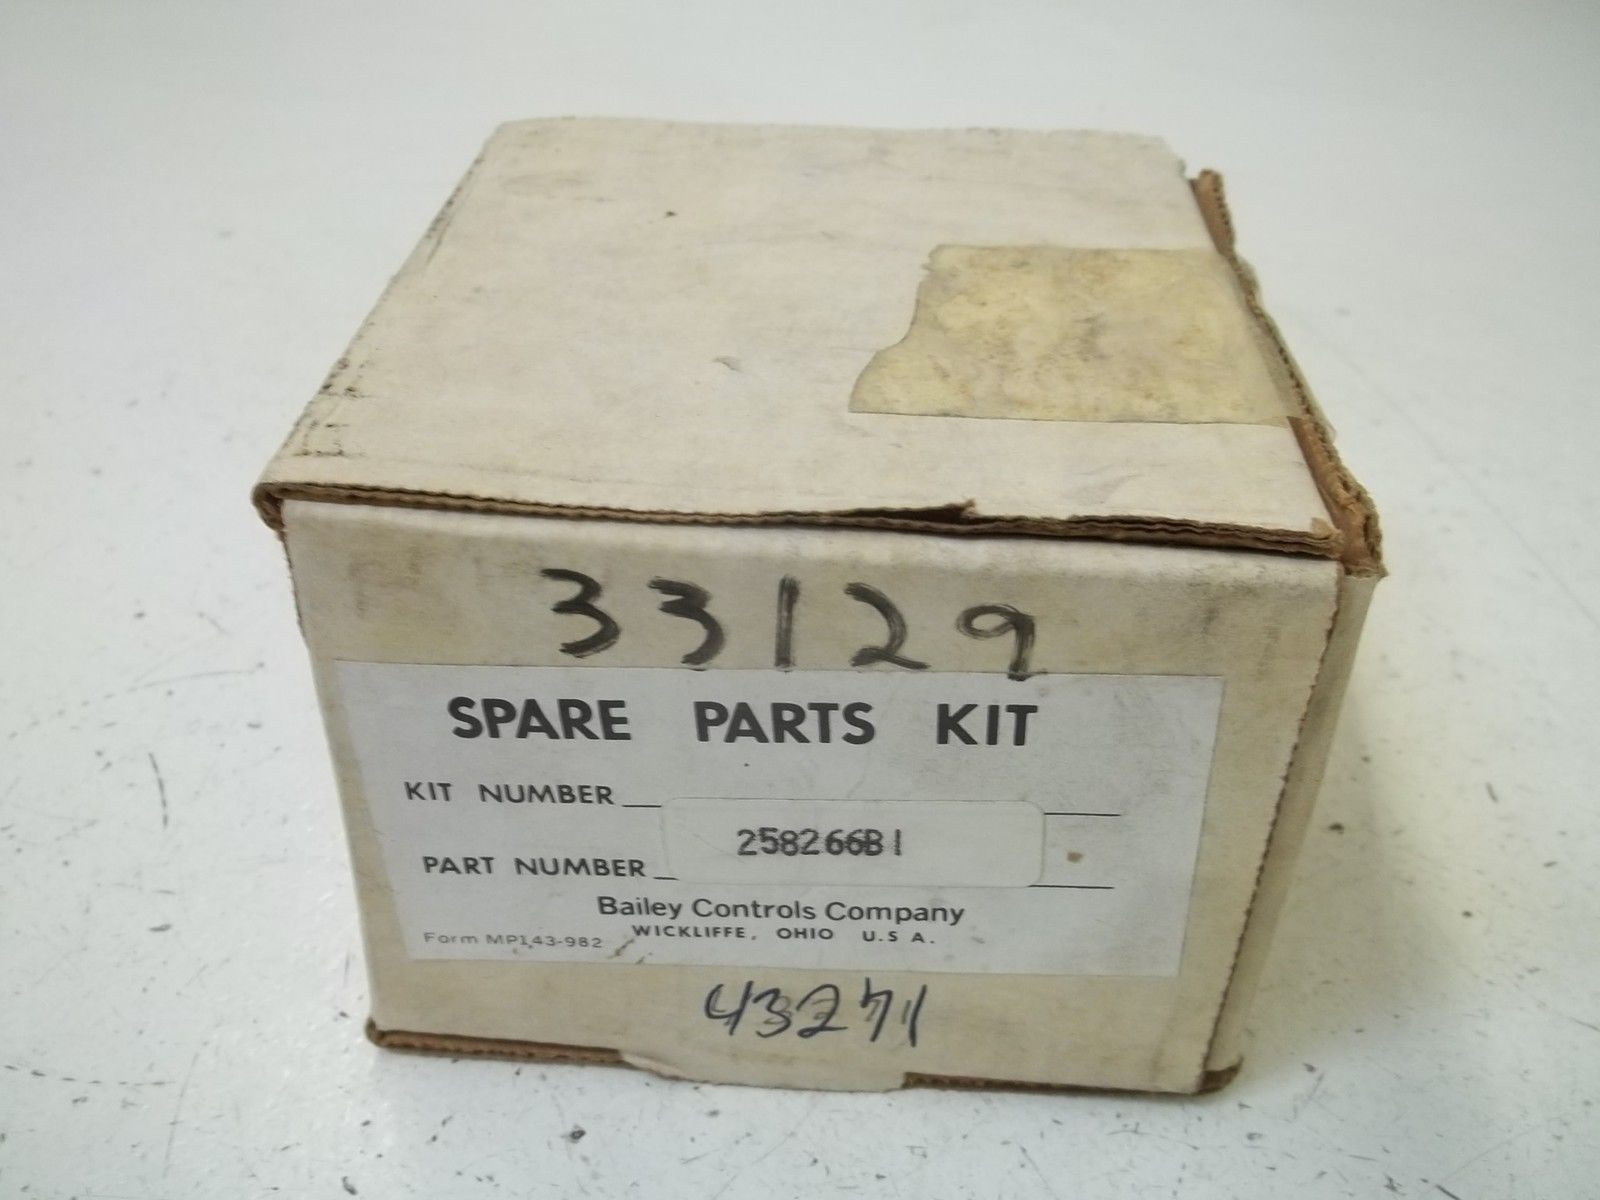 33129
SPARE PARTS KIT
KIT NUMBER
258266B1
PART NUMBER
Bailey Controls Company
WICKLIFFE, OHIO U.S A.
Form MP143-982
43271